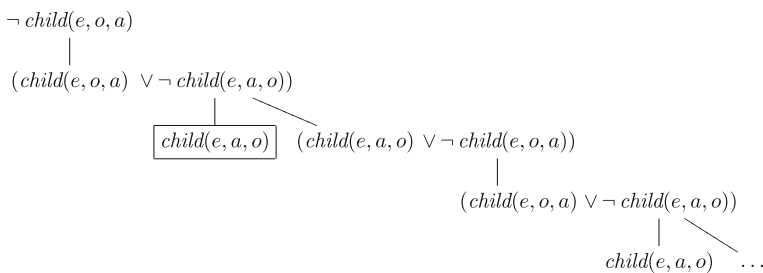 ¬ child(e, o, a)
(child(e, o, a) ∨ ¬ child(e, a, o))
child(e, a, o) (child(e, a, o) ∨ ¬ child(e, o, a))
(child(e, o, a) ∨ ¬ child(e, a, o))
child(e, a, o) ...